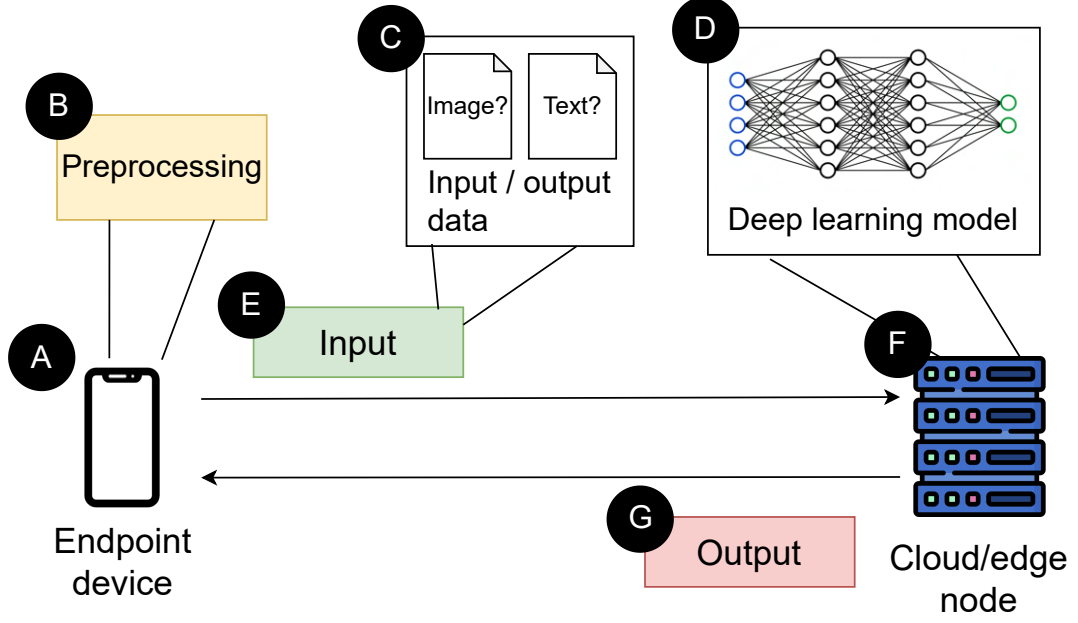 A
Endpoint
device
B
Preprocessing
C
Image?
Text?
Input / output
data
D
Deep learning model
E
Input
F
Cloud/edge
node
G
Output